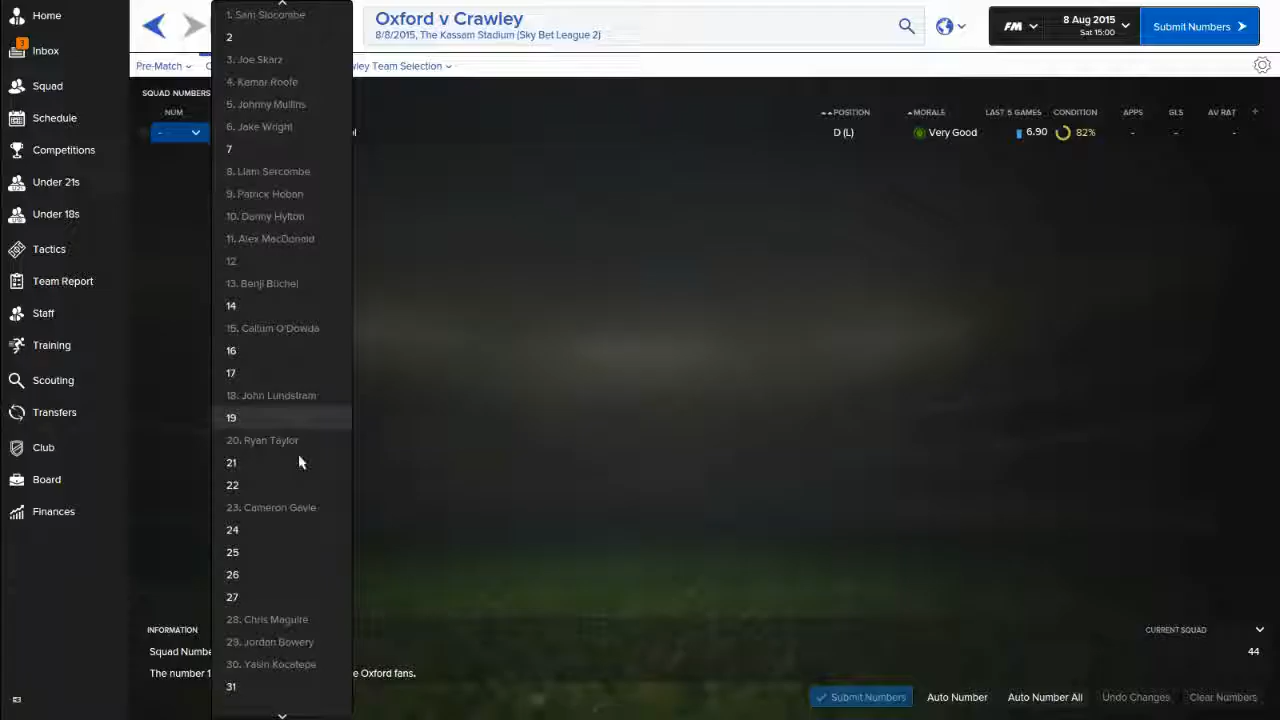 Home
3
Inbox
Squad
Schedule
Competitions
Under 21s
Under 18s
Tactics
Team Report
Staff
Training
Scouting
Transfers
Club
Board
Finances
Oxford v Crawley
8/8/2015, The Kassam Stadium (Sky Bet League 2)
FM
8 Aug 2015
Sat 15:00
Submit Numbers
Pre-Match
Team Selection
SQUAD NUMBERS
NUM
POSITION
MORALE
LAST 5 GAMES
CONDITION
APPS
GLS
AV RAT
+
- -
D (L)
Very Good
6.90
82%
-
-
-
1. Sam Slocombe
2
3. Joe Skarz
4. Kemar Roofe
5. Johnny Mullins
6. Jake Wright
7
8. Liam Sercombe
9. Patrick Hoban
10. Danny Hylton
11. Alex MacDonald
12
13. Benji Büchel
14
15. Callum O'Dowda
16
17
18. John Lundstram
19
20. Ryan Taylor
21
22
23. Cameron Gayle
24
25
26
27
28. Chris Maguire
29. Jordan Bowery
30. Yasin Kocatepe
31
INFORMATION
CURRENT SQUAD
Squad
44
The number
Oxford fans.
Submit Numbers
Auto Number
Auto Number All
Undo Changes
Clear Numbers